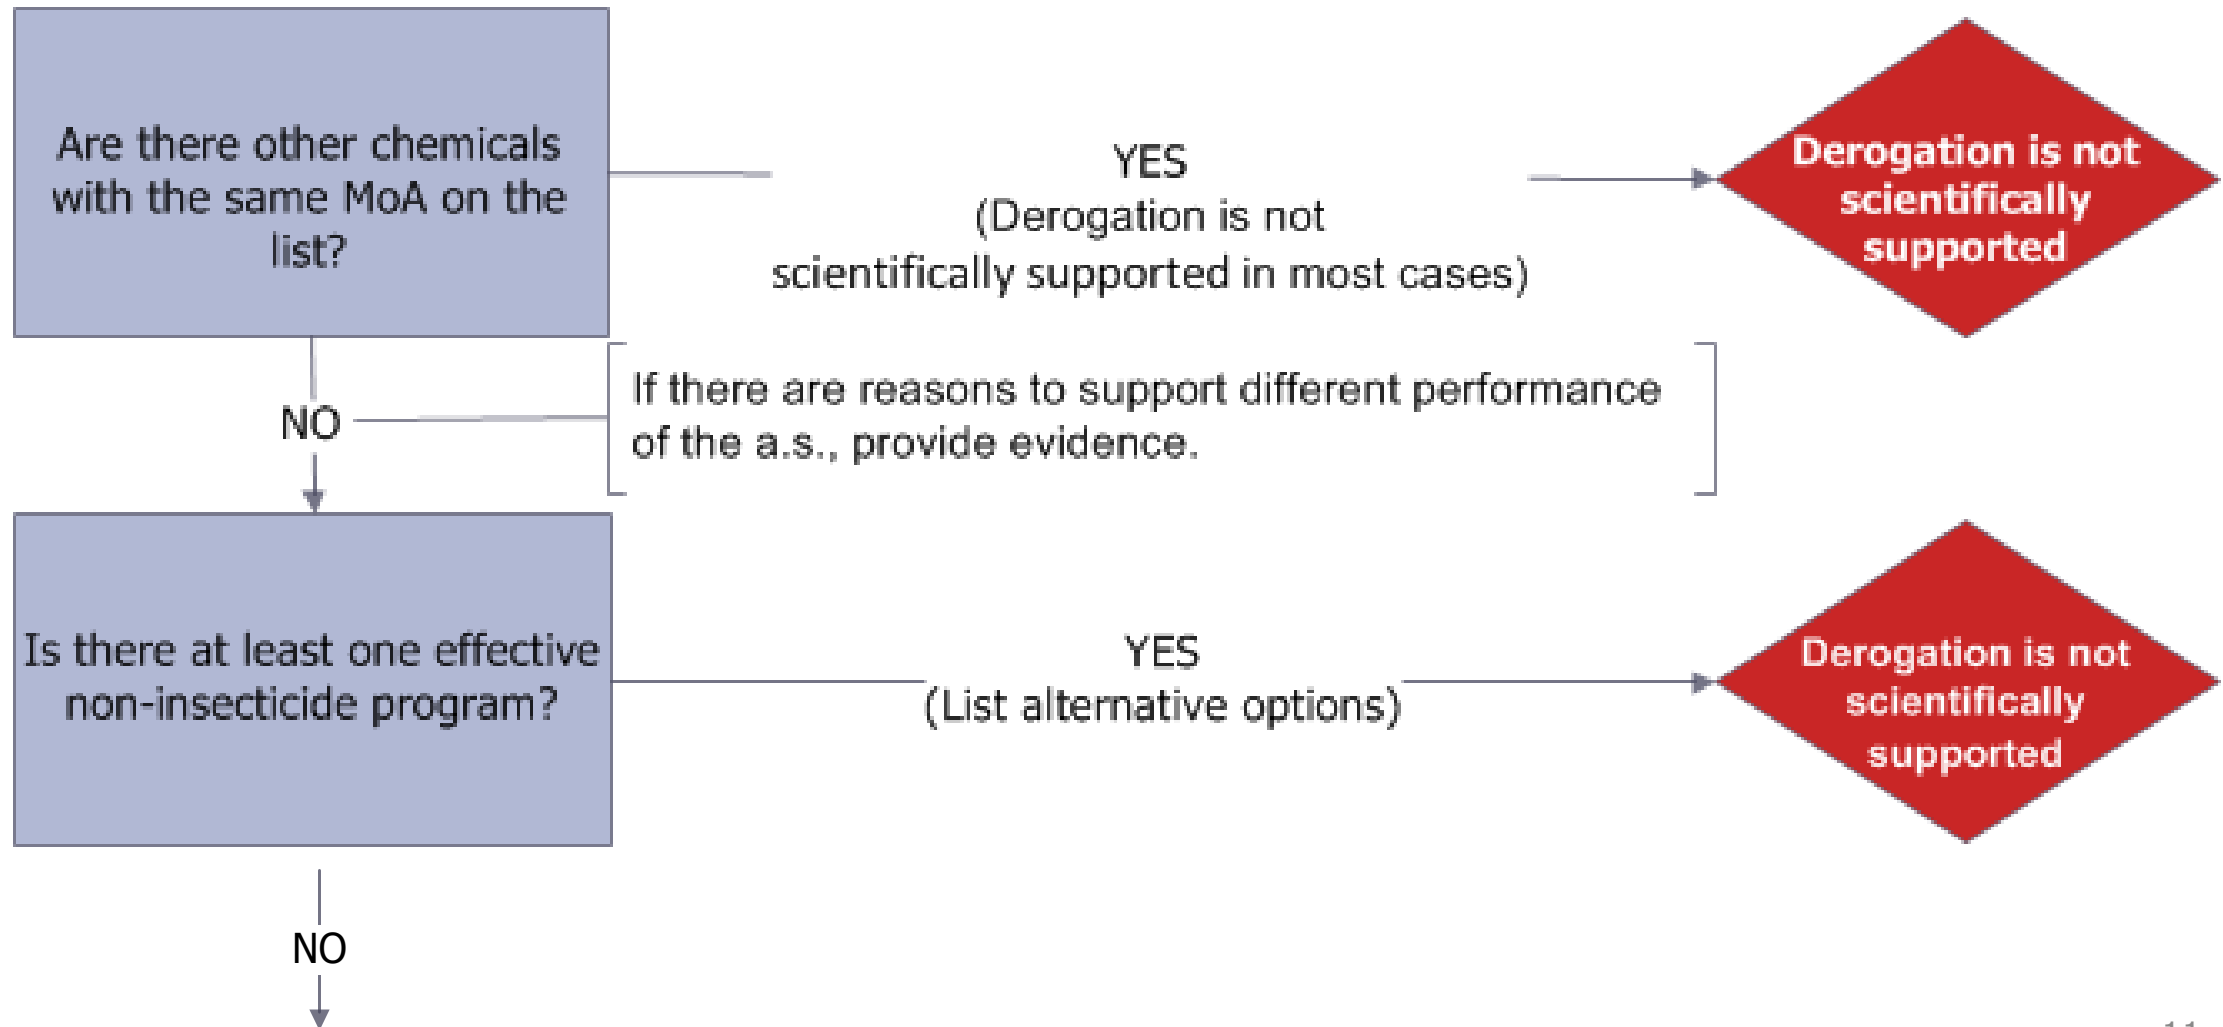 Are there other chemicals
with the same MoA on the
list?
YES
(Derogation is not
scientifically supported in most cases)
Derogation is not
scientifically
supported
NO
If there are reasons to support different performance
of the a.s., provide evidence.
Is there at least one effective
non-insecticide program?
YES
(List alternative options)
Derogation is not
scientifically
supported
NO